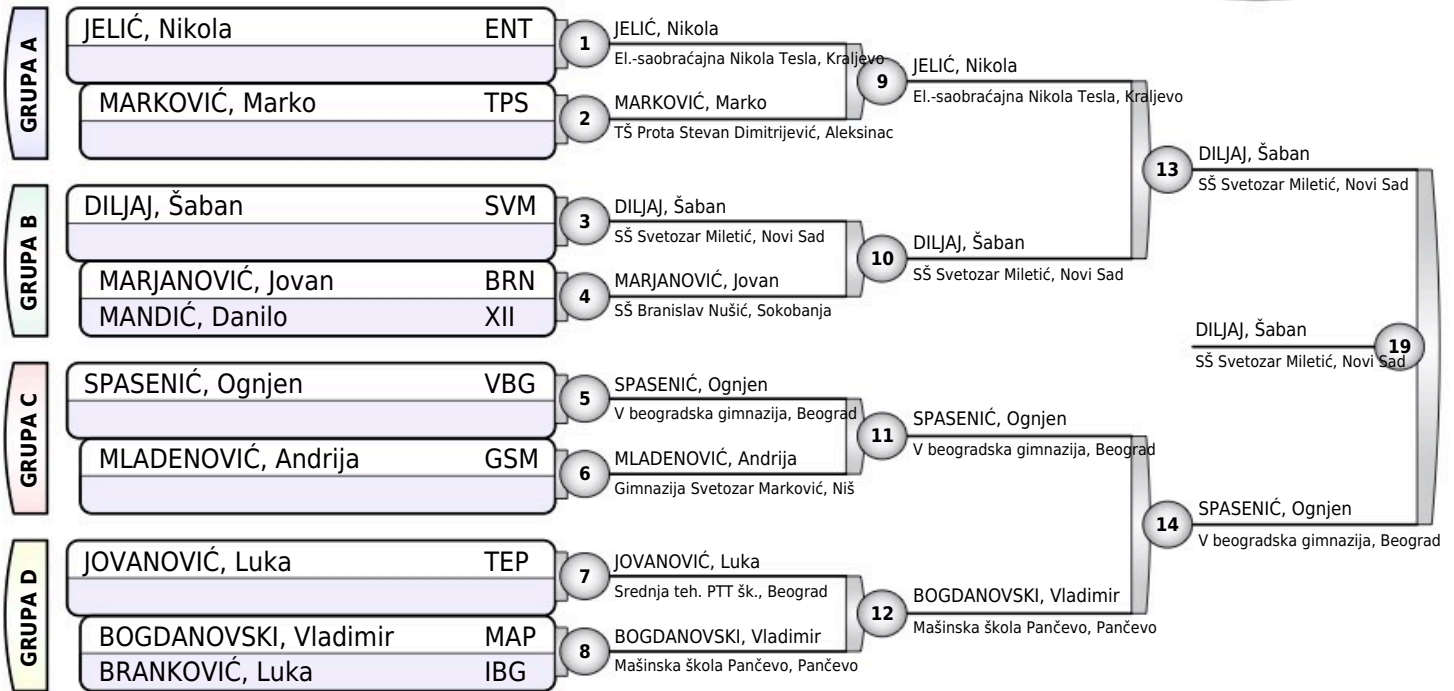 GRUPA A
JELIĆ, Nikola ENT
MARKOVIĆ, Marko TPS
GRUPA B
DILJAJ, Šaban SVM
MARJANOVIĆ, Jovan BRN
MANDIĆ, Danilo XII
GRUPA C
SPASENIĆ, Ognjen VBG
MLADENOVIĆ, Andrija GSM
GRUPA D
JOVANOVIĆ, Luka TEP
BOGDANOVSKI, Vladimir MAP
BRANKOVIĆ, Luka IBG
1
JELIĆ, Nikola
El.-saobraćajna Nikola Tesla, Kraljevo
2
MARKOVIĆ, Marko
TŠ Prota Stevan Dimitrijević, Aleksinac
3
DILJAJ, Šaban
SŠ Svetozar Miletić, Novi Sad
4
MARJANOVIĆ, Jovan
SŠ Branislav Nušić, Sokobanja
5
SPASENIĆ, Ognjen
V beogradska gimnazija, Beograd
6
MLADENOVIĆ, Andrija
Gimnazija Svetozar Marković, Niš
7
JOVANOVIĆ, Luka
Srednja teh. PTT šk., Beograd
8
BOGDANOVSKI, Vladimir
Mašinska škola Pančevo, Pančevo
9
JELIĆ, Nikola
El.-saobraćajna Nikola Tesla, Kraljevo
10
DILJAJ, Šaban
SŠ Svetozar Miletić, Novi Sad
11
SPASENIĆ, Ognjen
V beogradska gimnazija, Beograd
12
BOGDANOVSKI, Vladimir
Mašinska škola Pančevo, Pančevo
13
DILJAJ, Šaban
SŠ Svetozar Miletić, Novi Sad
14
SPASENIĆ, Ognjen
V beogradska gimnazija, Beograd
DILJAJ, Šaban
SŠ Svetozar Miletić, Novi Sad
19